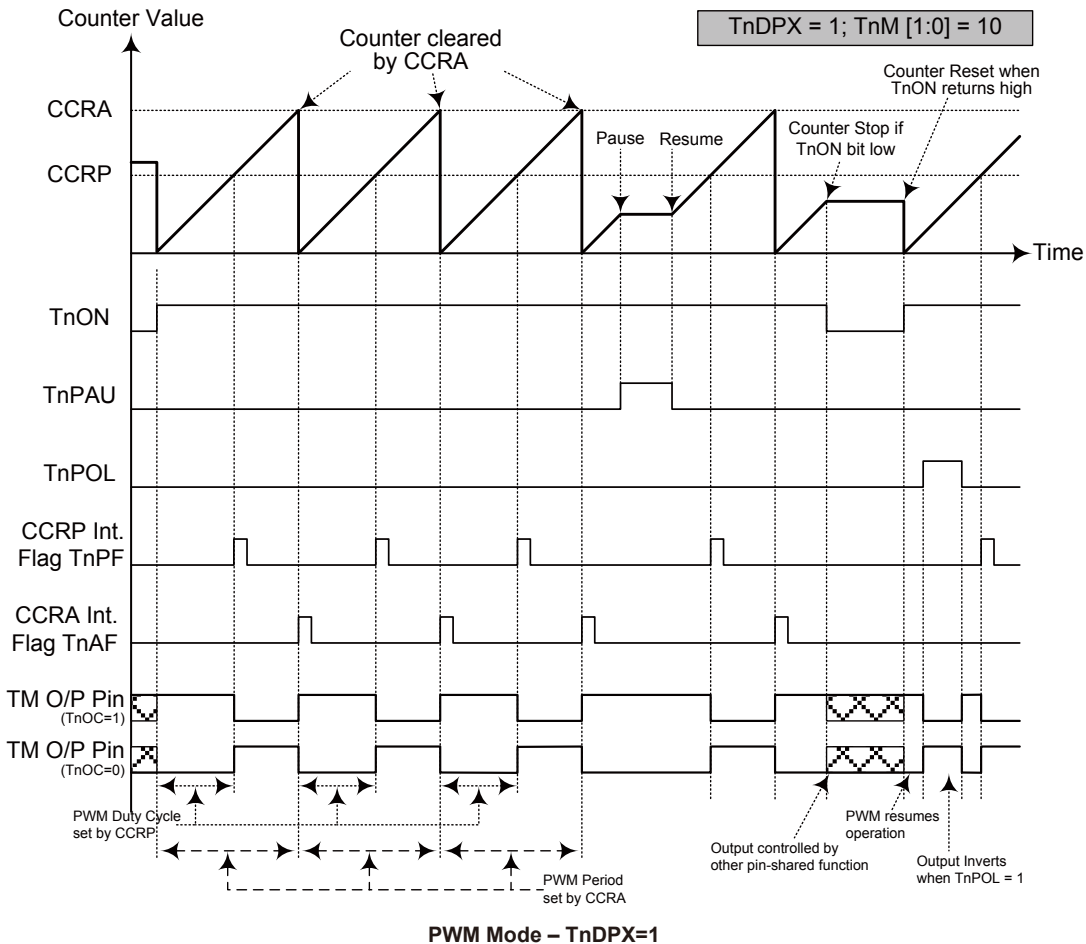 Counter Value
TnDPX = 1; TnM [1:0] = 10
Counter cleared
by CCRA
Counter Reset when
TnON returns high
CCRA
Counter Stop if
TnON bit low
Pause
Resume
CCRP
Time
TnON
TnPAU
TnPOL
CCRP Int.
Flag TnPF
CCRA Int.
Flag TnAF
TM O/P Pin
(TnOC=1)
TM O/P Pin
(TnOC=0)
PWM Duty Cycle
set by CCRP
PWM resumes
operation
Output controlled by
other pin-shared function
Output Inverts
when TnPOL = 1
PWM Period
set by CCRA
PWM Mode – TnDPX=1